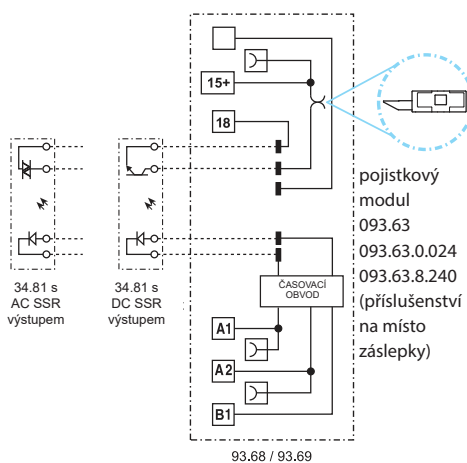 15+
18
pojistkový
modul
093.63
093.63.0.024
093.63.8.240
(příslušenství
na místo
záslepky)
34.81 s
AC SSR
výstupem
34.81 s
DC SSR
výstupem
ČASOVACÍ
OBVOD
A1
A2
B1
93.68 / 93.69